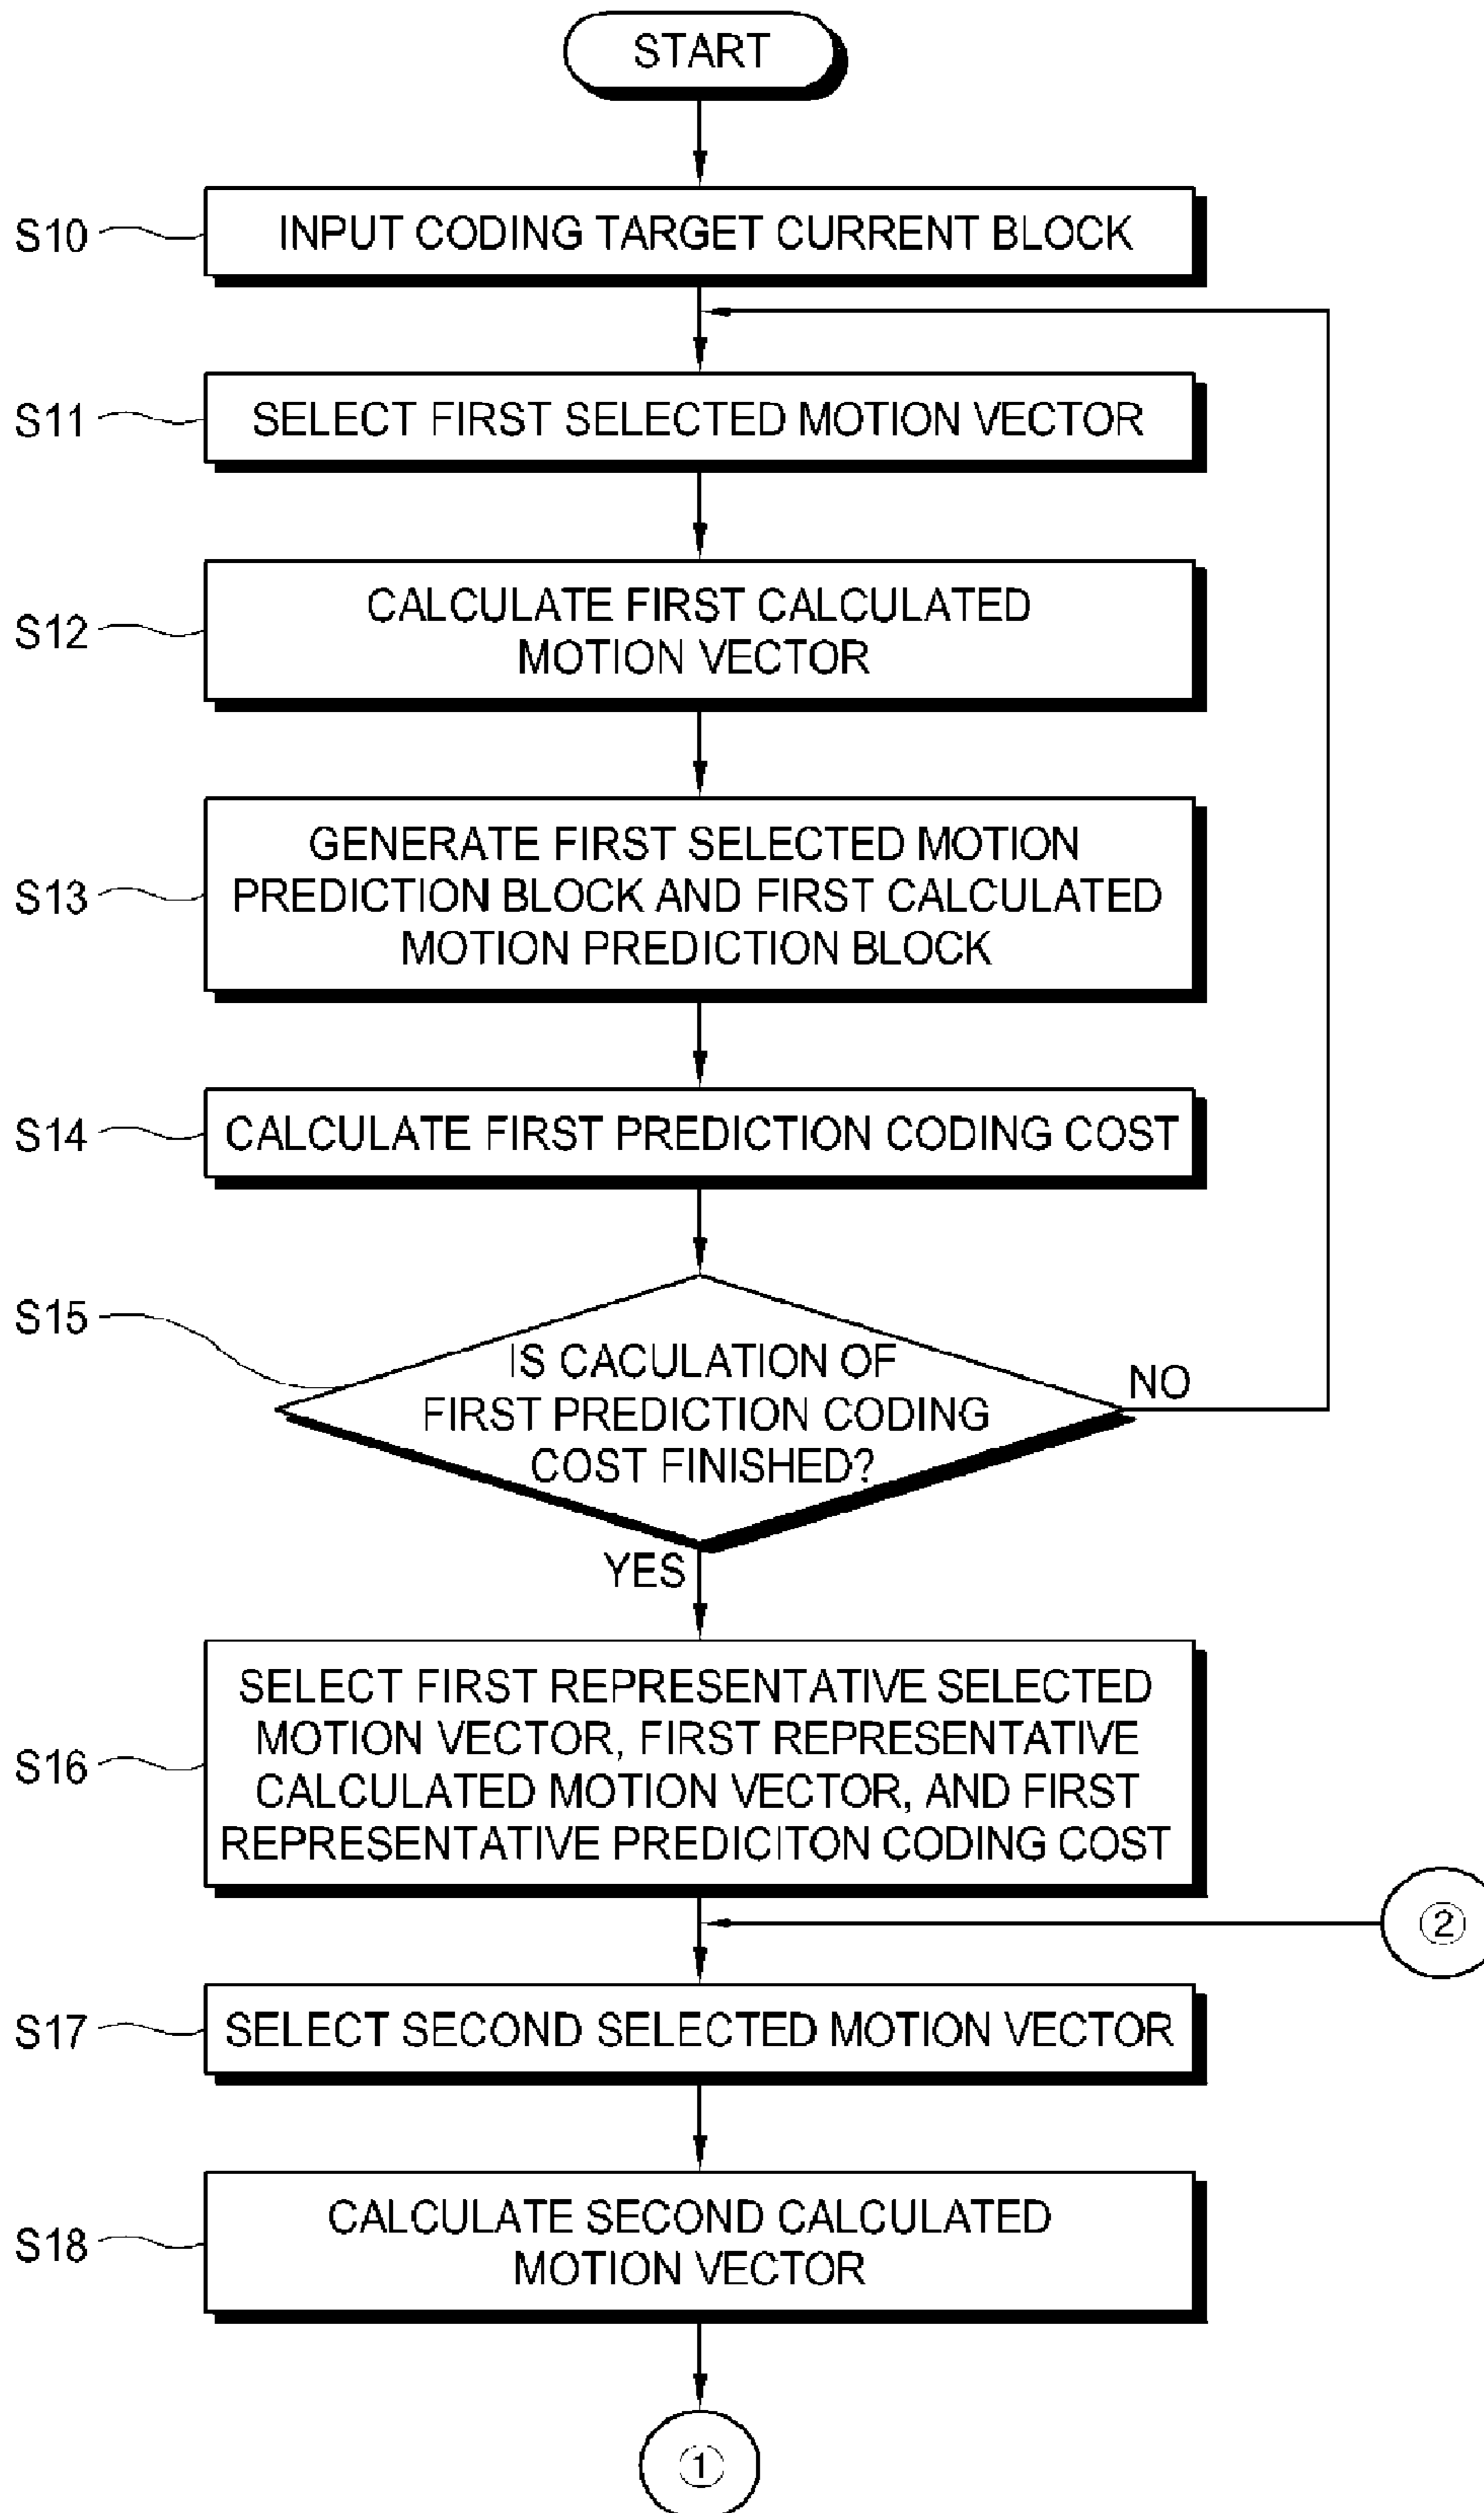 START
S10
INPUT CODING TARGET CURRENT BLOCK
S11
SELECT FIRST SELECTED MOTION VECTOR
S12
CALCULATE FIRST CALCULATED
MOTION VECTOR
S13
GENERATE FIRST SELECTED MOTION
PREDICTION BLOCK AND FIRST CALCULATED
MOTION PREDICTION BLOCK
S14
CALCULATE FIRST PREDICTION CODING COST
S15
IS CACULATION OF
FIRST PREDICTION CODING
COST FINISHED?
NO
YES
S16
SELECT FIRST REPRESENTATIVE SELECTED
MOTION VECTOR, FIRST REPRESENTATIVE
CALCULATED MOTION VECTOR, AND FIRST
REPRESENTATIVE PREDICITON CODING COST
②
S17
SELECT SECOND SELECTED MOTION VECTOR
S18
CALCULATE SECOND CALCULATED
MOTION VECTOR
①